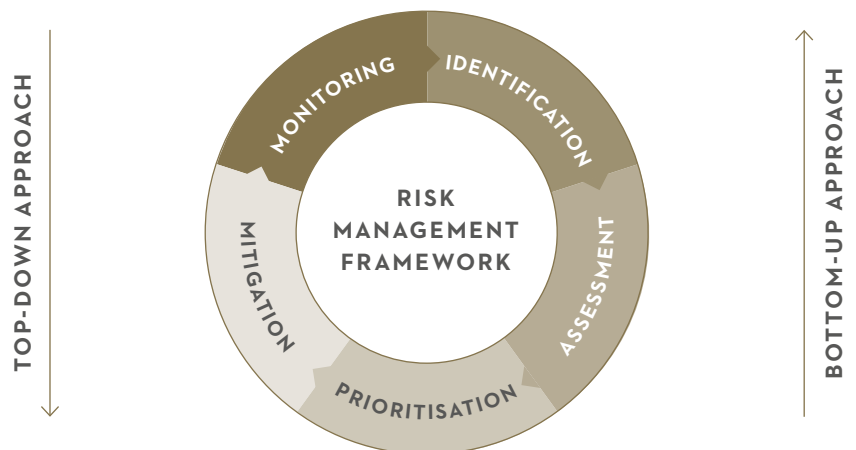 TOP-DOWN APPROACH
MONITORING
IDENTIFICATION
RISK
MANAGEMENT
FRAMEWORK
MITIGATION
ASSESSMENT
PRIORITISATION
BOTTOM-UP APPROACH